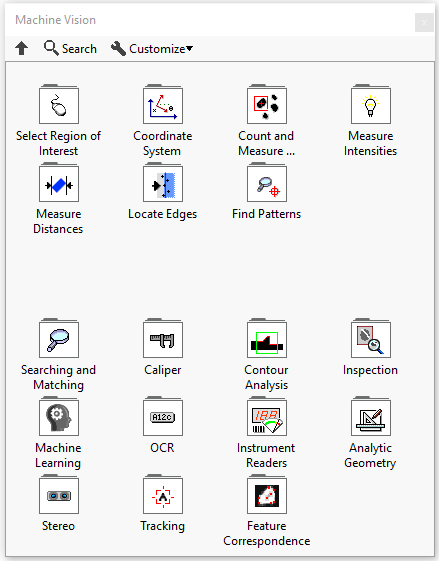 Machine Vision
Search Customize
Select Region of Interest
Coordinate System
Count and Measure ...
Measure Intensities
Measure Distances
Locate Edges
Find Patterns
Searching and Matching
Caliper
Contour Analysis
Inspection
Machine Learning
A12c
OCR
Instrument Readers
Analytic Geometry
Stereo
Tracking
Feature Correspondence